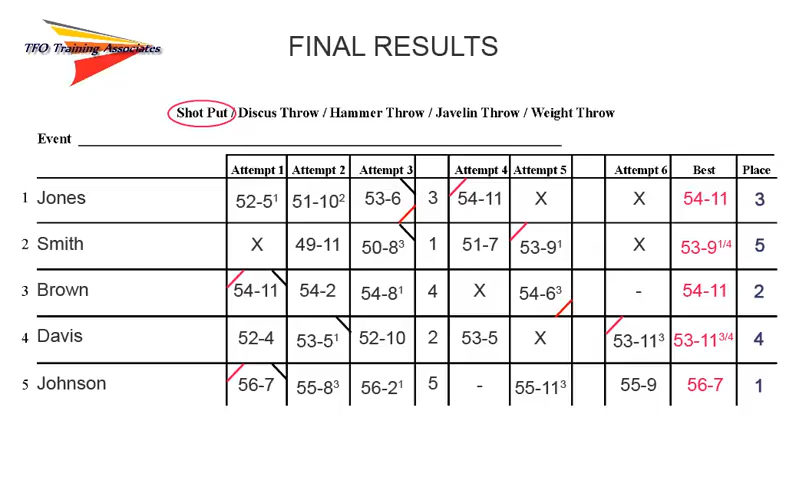 TFO Training Associates
FINAL RESULTS
Shot Put / Discus Throw / Hammer Throw / Javelin Throw / Weight Throw
Event
Attempt 1 Attempt 2 Attempt 3 Attempt 4 Attempt 5 Attempt 6 Best Place
1 Jones 52-5¹ 51-10² 53-6 3 54-11 X X 54-11 3
2 Smith X 49-11 50-8³ 1 51-7 53-9¹ X 53-9¹/⁴ 5
3 Brown 54-11 54-2 54-8¹ 4 X 54-6³ - 54-11 2
4 Davis 52-4 53-5¹ 52-10 2 53-5 X 53-11³ 53-11³/⁴ 4
5 Johnson 56-7 55-8³ 56-2¹ 5 - 55-11³ 55-9 56-7 1